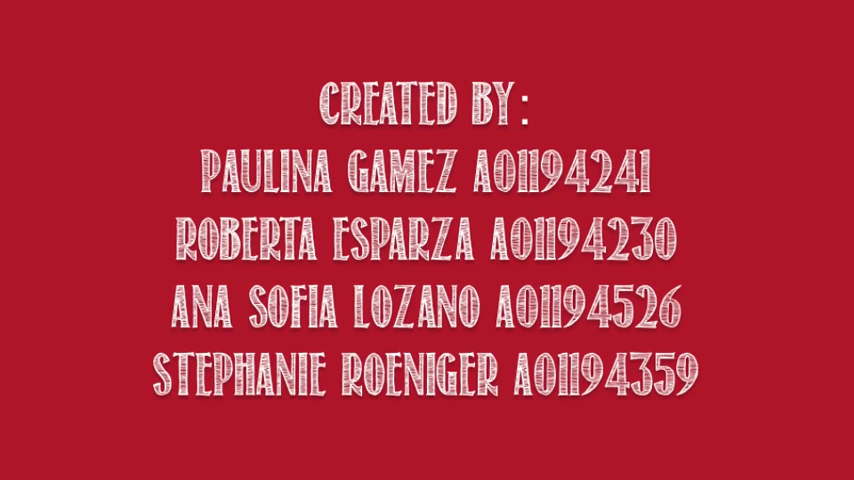 CREATED BY:
PAULINA GAMEZ A01194241
ROBERTA ESPARZA A01194230
ANA SOFIA LOZANO A01194526
STEPHANIE ROENIGER A01194359